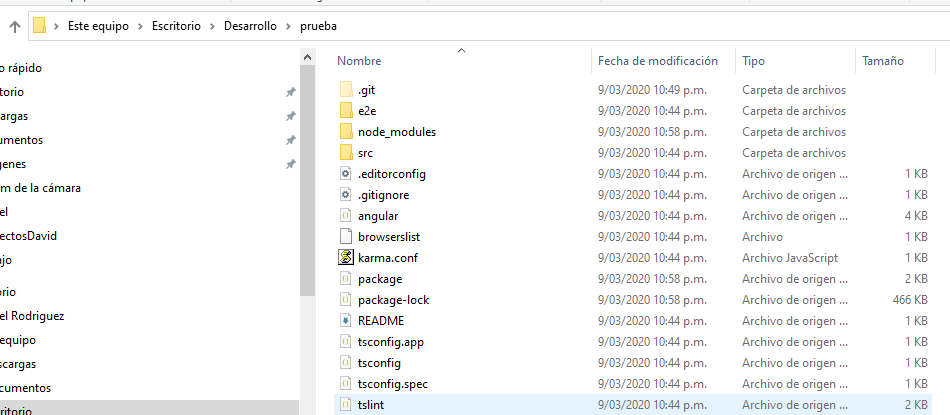 Este equipo > Escritorio > Desarrollo > prueba
o rápido
torio
argas
umentos
genes
m de la cámara
el
ectosDavid
njo
orio
el Rodriguez
equipo
scargas
ocumentos
critorio
Nombre Fecha de modificación Tipo Tamaño
.git 9/03/2020 10:49 p.m. Carpeta de archivos
e2e 9/03/2020 10:44 p.m. Carpeta de archivos
node_modules 9/03/2020 10:58 p.m. Carpeta de archivos
src 9/03/2020 10:44 p.m. Carpeta de archivos
.editorconfig 9/03/2020 10:44 p.m. Archivo de origen ... 1 KB
.gitignore 9/03/2020 10:44 p.m. Archivo de origen ... 1 KB
angular 9/03/2020 10:44 p.m. Archivo de origen ... 4 KB
browserslist 9/03/2020 10:44 p.m. Archivo 1 KB
karma.conf 9/03/2020 10:44 p.m. Archivo JavaScript 1 KB
package 9/03/2020 10:58 p.m. Archivo de origen ... 2 KB
package-lock 9/03/2020 10:58 p.m. Archivo de origen ... 466 KB
README 9/03/2020 10:44 p.m. Archivo de origen ... 1 KB
tsconfig.app 9/03/2020 10:44 p.m. Archivo de origen ... 1 KB
tsconfig 9/03/2020 10:44 p.m. Archivo de origen ... 1 KB
tsconfig.spec 9/03/2020 10:44 p.m. Archivo de origen ... 1 KB
tslint 9/03/2020 10:44 p.m. Archivo de origen ... 2 KB